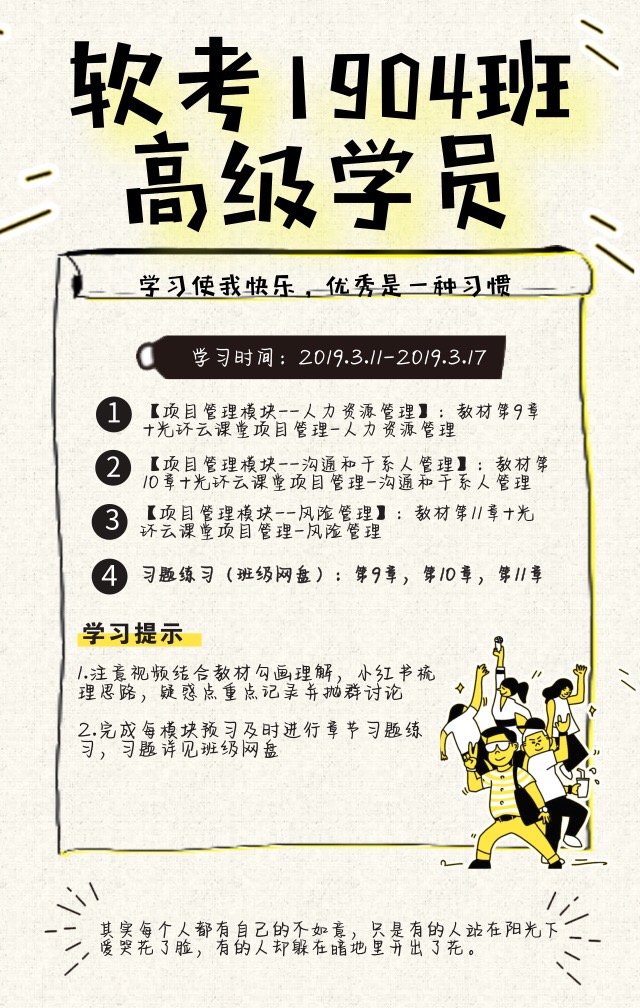 软考1904班
高级学员
学习使我快乐，优秀是一种习惯
学习时间：2019.3.11-2019.3.17
1 【项目管理模块--人力资源管理】：教材第9章
+光环云课堂项目管理-人力资源管理
2 【项目管理模块--沟通和干系人管理】：教材第
10章+光环云课堂项目管理-沟通和干系人管理
3 【项目管理模块--风险管理】：教材第11章+光
环云课堂项目管理-风险管理
4 习题练习（班级网盘）：第9章，第10章，第11章
学习提示
1.注意视频结合教材勾画理解，小红书梳
理思路，疑惑点重点记录并抛群讨论
2.完成每模块预习及时进行章节习题练
习，习题详见班级网盘
其实每个人都有自己的不如意，只是有的人站在阳光下
度哭花了脸，有的人却躲在暗地里开出了花。